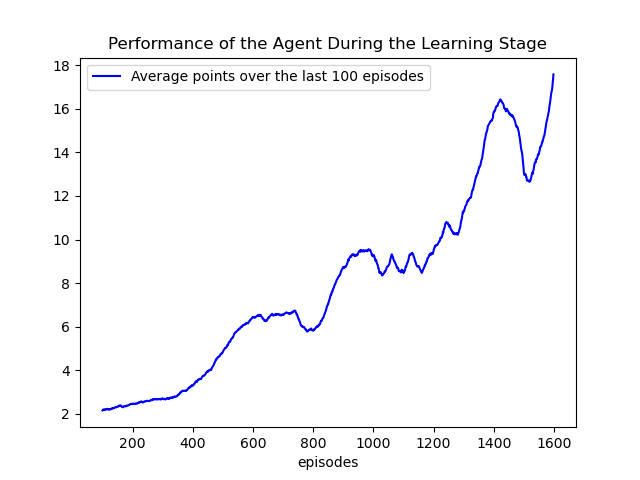 Performance of the Agent During the Learning Stage
Average points over the last 100 episodes
18
16
14
12
10
8
6
4
2
200 400 600 800 1000 1200 1400 1600
episodes